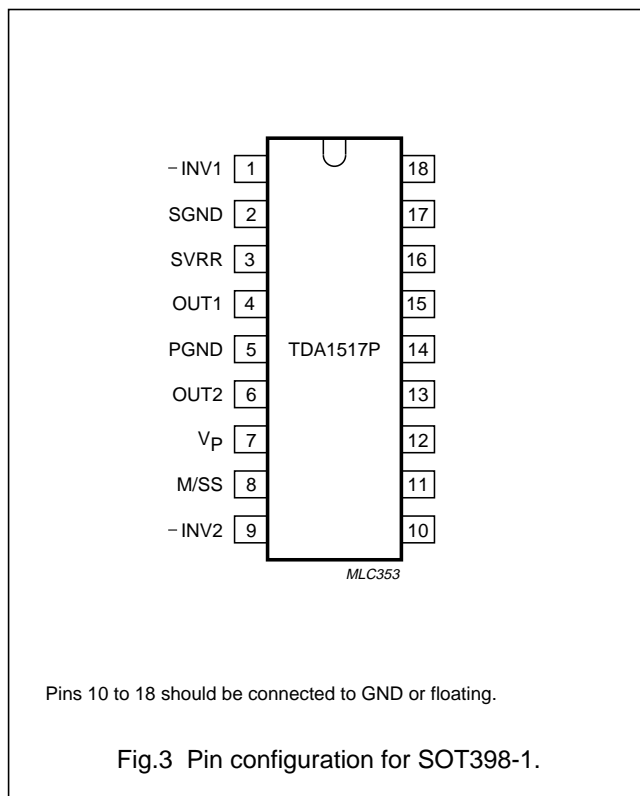 −INV1 1 18
SGND 2 17
SVRR 3 16
OUT1 4 15
PGND 5 TDA1517P 14
OUT2 6 13
VP 7 12
M/SS 8 11
−INV2 9 10
MLC353
Pins 10 to 18 should be connected to GND or floating.
Fig.3 Pin configuration for SOT398-1.